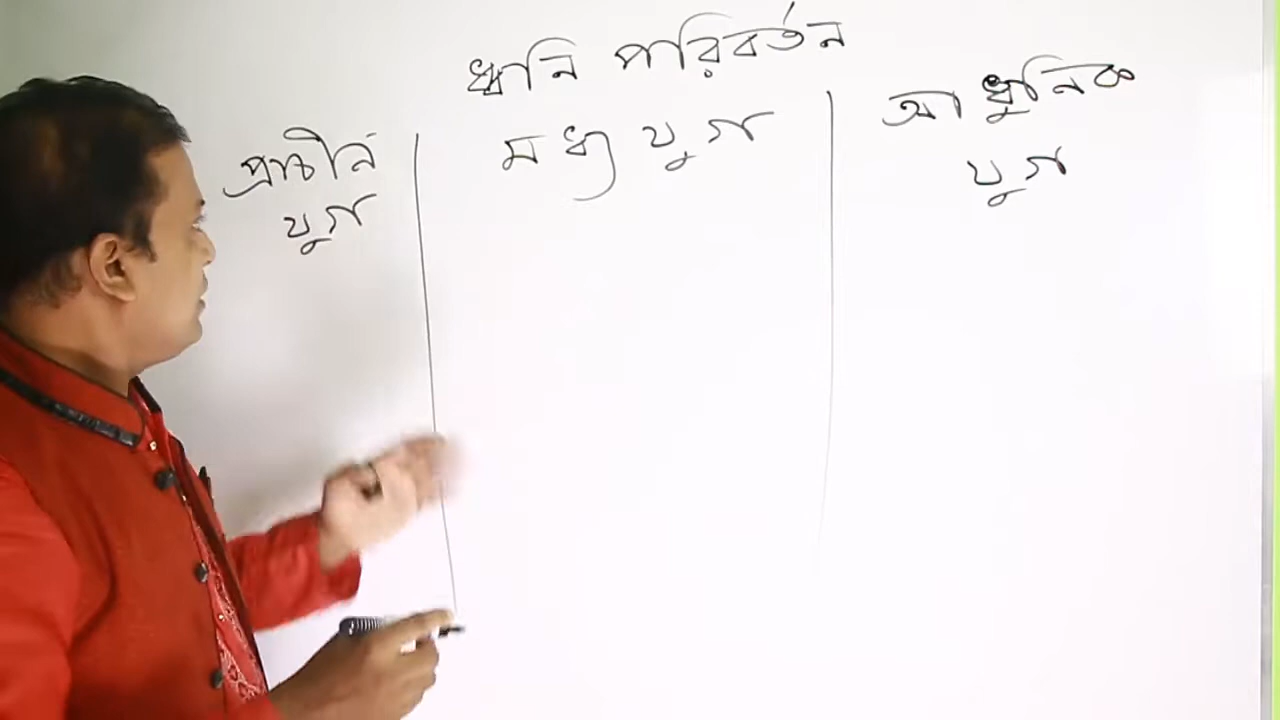 ধ্বনি পরিবর্তন
প্রাচীন
যুগ
মধ্য যুগ
আধুনিক
যুগ